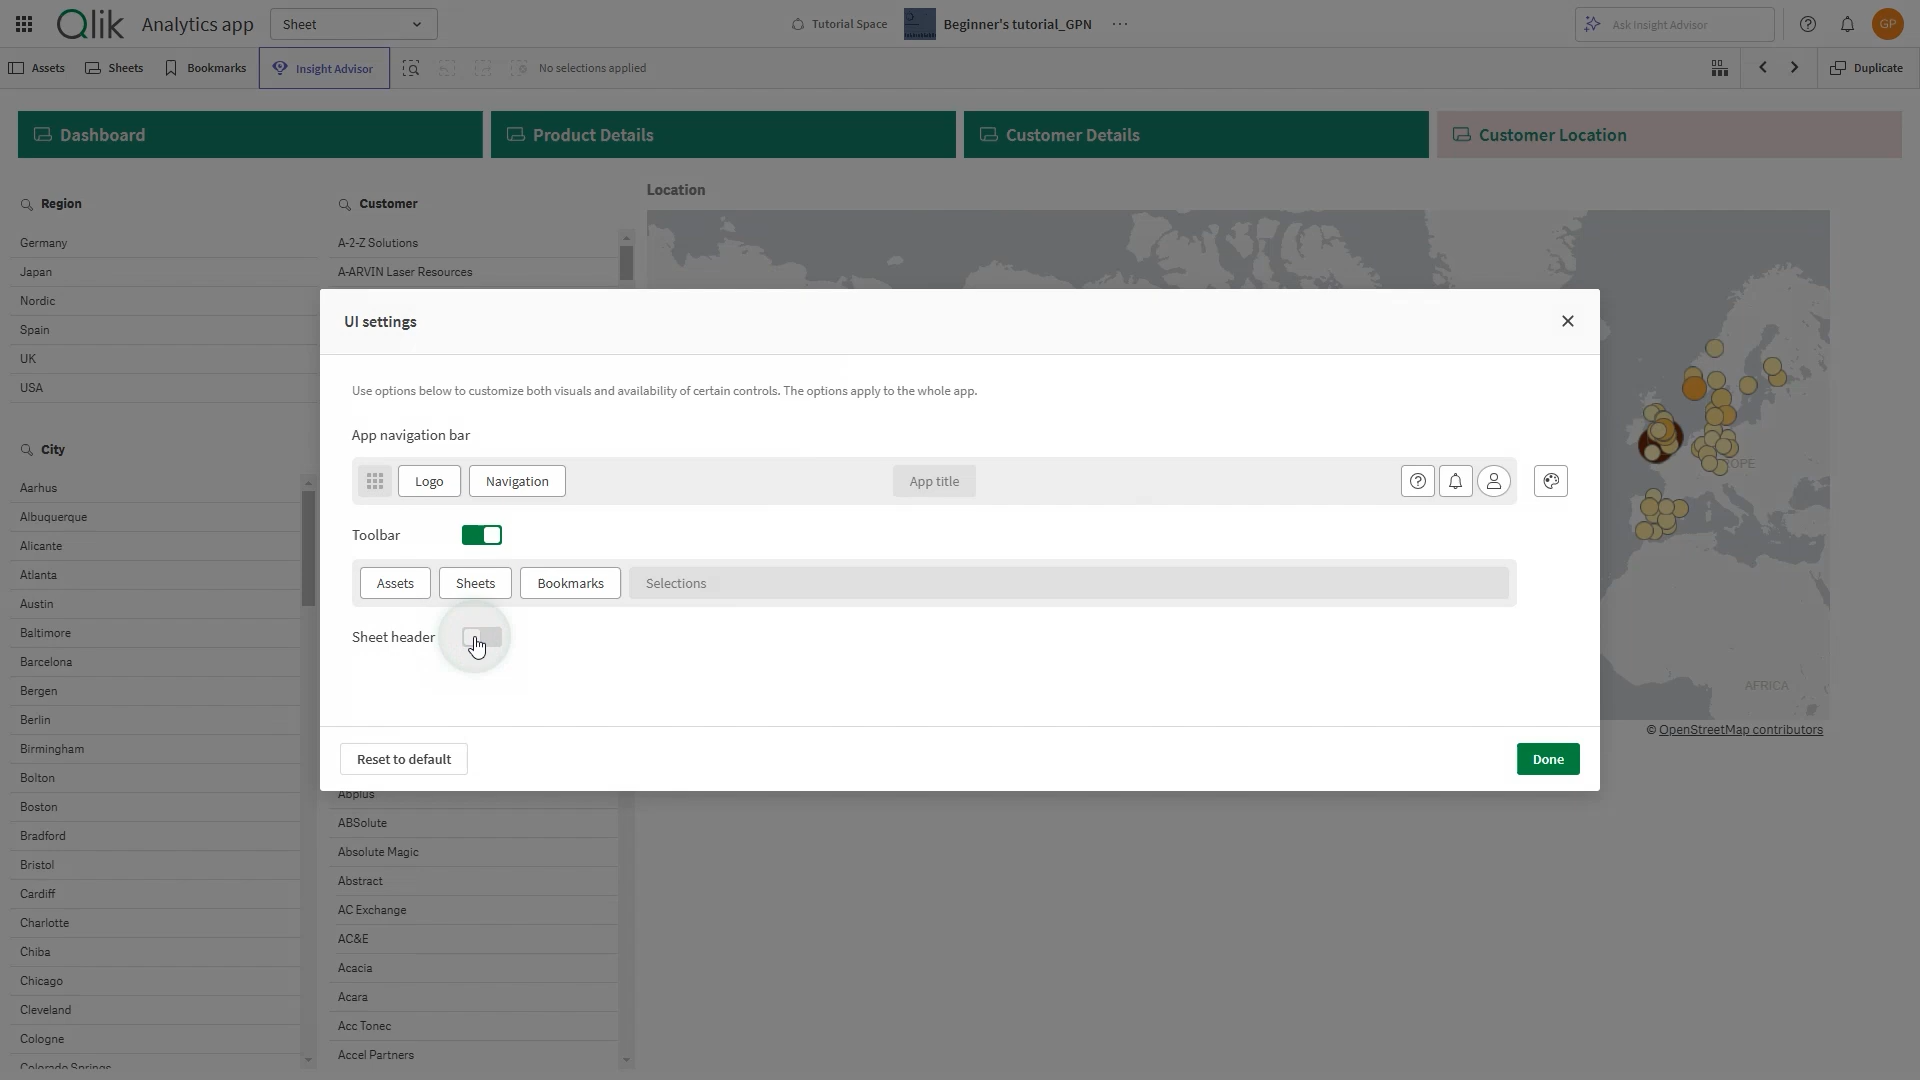 Qlik Analytics app Sheet Tutorial Space Beginner's tutorial_GPN ... Ask Insight Advisor GP
Assets Sheets Bookmarks Insight Advisor No selections applied Duplicate
Dashboard Product Details Customer Details Customer Location
Location
Region
Germany
Japan
Nordic
Spain
UK
USA
Customer
A-2-Z Solutions
A-ARVIN Laser Resources
UI settings
Use options below to customize both visuals and availability of certain controls. The options apply to the whole app.
App navigation bar
Logo Navigation App title
Toolbar
Assets Sheets Bookmarks Selections
Sheet header
Reset to default Done
City
Aarhus
Albuquerque
Alicante
Atlanta
Austin
Baltimore
Barcelona
Bergen
Berlin
Birmingham
Bolton
Boston
Bradford
Bristol
Cardiff
Charlotte
Chiba
Chicago
Cleveland
Cologne
Colorado Springs
Abplus
ABSolute
Absolute Magic
Abstract
AC Exchange
AC&E
Acacia
Acara
Acc Tonec
Accel Partners
ROPE
AFRICA
© OpenStreetMap contributors